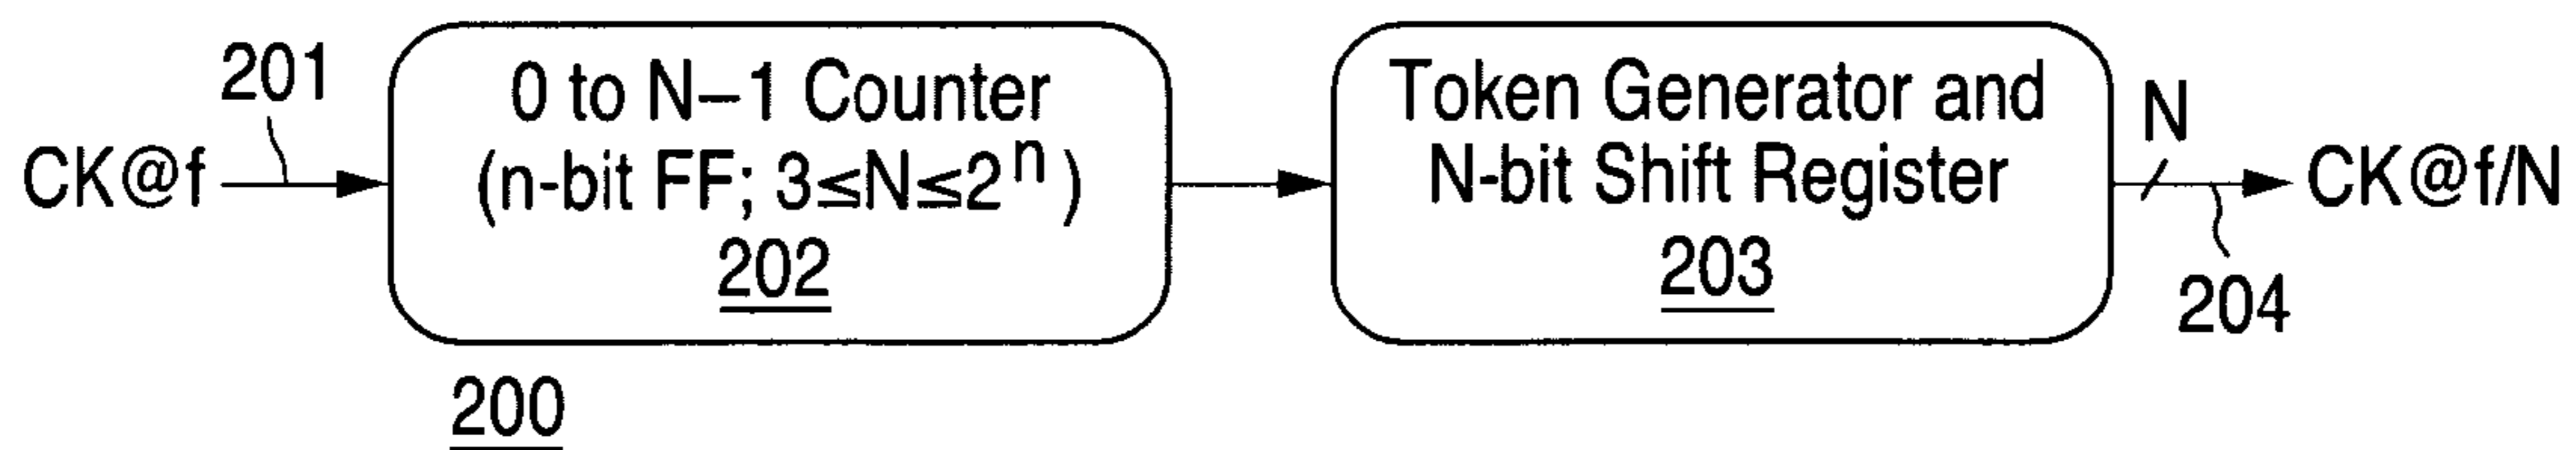 201
CK@f
0 to N–1 Counter
(n-bit FF; 3≤N≤2ⁿ)
202
Token Generator and
N-bit Shift Register
203
N
CK@f/N
204
200